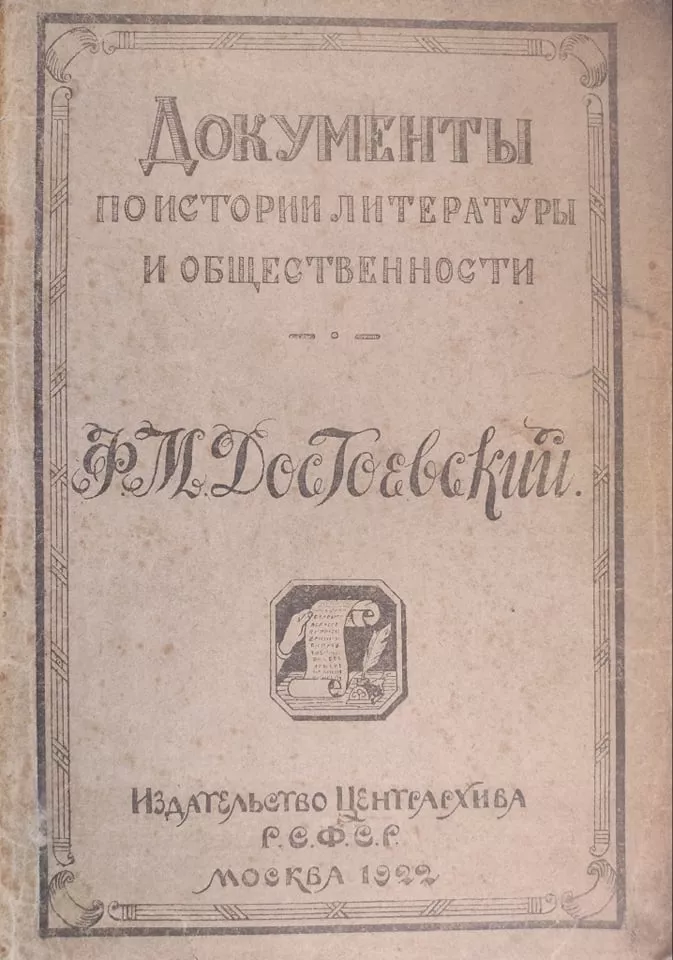 Документы
по истории литературы
и общественности
Ф. М. Достоевский.
Издательство Центрархива
Р.С.Ф.С.Р.
Москва 1922